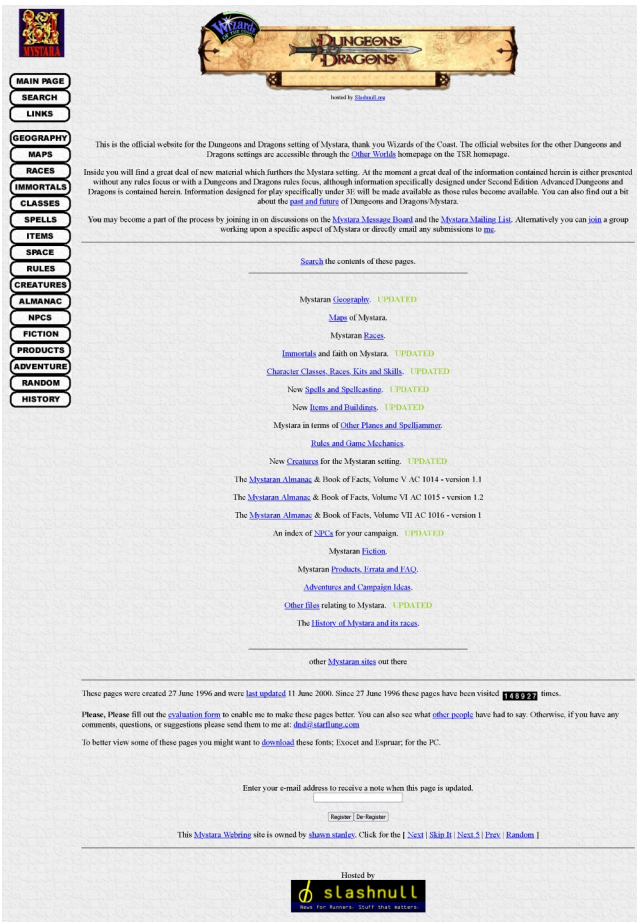 MYSTARA
Wizards
OF THE COAST
DUNGEONS
DRAGONS
hosted by Slashnull.org
MAIN PAGE
SEARCH
LINKS
GEOGRAPHY
MAPS
RACES
IMMORTALS
CLASSES
SPELLS
ITEMS
SPACE
RULES
CREATURES
ALMANAC
NPCS
FICTION
PRODUCTS
ADVENTURE
RANDOM
HISTORY
This is the official website for the Dungeons and Dragons setting of Mystara, thank you Wizards of the Coast. The official websites for the other Dungeons and
Dragons settings are accessible through the Other Worlds homepage on the TSR homepage.
Inside you will find a great deal of new material which furthers the Mystara setting. At the moment a great deal of the information contained herein is either presented
without any rules focus or with a Dungeons and Dragons rules focus, although information specifically designed under Second Edition Advanced Dungeons and
Dragons is contained herein. Information designed for play specifically under 3E will be made available as those rules become available. You can also find out a bit
about the past and future of Dungeons and Dragons/Mystara.
You may become a part of the process by joining in on discussions on the Mystara Message Board and the Mystara Mailing List. Alternatively you can join a group
working upon a specific aspect of Mystara or directly email any submissions to me.
Search the contents of these pages.
Mystaran Geography. UPDATED
Maps of Mystara.
Mystaran Races.
Immortals and faith on Mystara. UPDATED
Character Classes, Races, Kits and Skills. UPDATED
New Spells and Spellcasting. UPDATED
New Items and Buildings. UPDATED
Mystara in terms of Other Planes and Spelljammer.
Rules and Game Mechanics.
New Creatures for the Mystaran setting. UPDATED
The Mystaran Almanac & Book of Facts, Volume V AC 1014 - version 1.1
The Mystaran Almanac & Book of Facts, Volume VI AC 1015 - version 1.2
The Mystaran Almanac & Book of Facts, Volume VII AC 1016 - version 1
An index of NPCs for your campaign. UPDATED
Mystaran Fiction.
Mystaran Products, Errata and FAQ.
Adventures and Campaign Ideas.
Other files relating to Mystara. UPDATED
The History of Mystara and its races.
other Mystaran sites out there
These pages were created 27 June 1996 and were last updated 11 June 2000. Since 27 June 1996 these pages have been visited 148927 times.
Please, Please fill out the evaluation form to enable me to make these pages better. You can also see what other people have had to say. Otherwise, if you have any
comments, questions, or suggestions please send them to me at: dnd@starflung.com
To better view some of these pages you might want to download these fonts; Exocet and Espruar; for the PC.
Enter your e-mail address to receive a note when this page is updated.
Register De-Register
This Mystara Webring site is owned by shawn stanley. Click for the [ Next | Skip It | Next 5 | Prev | Random ]
Hosted by
slashnull
News for Runners. Stuff that matters.